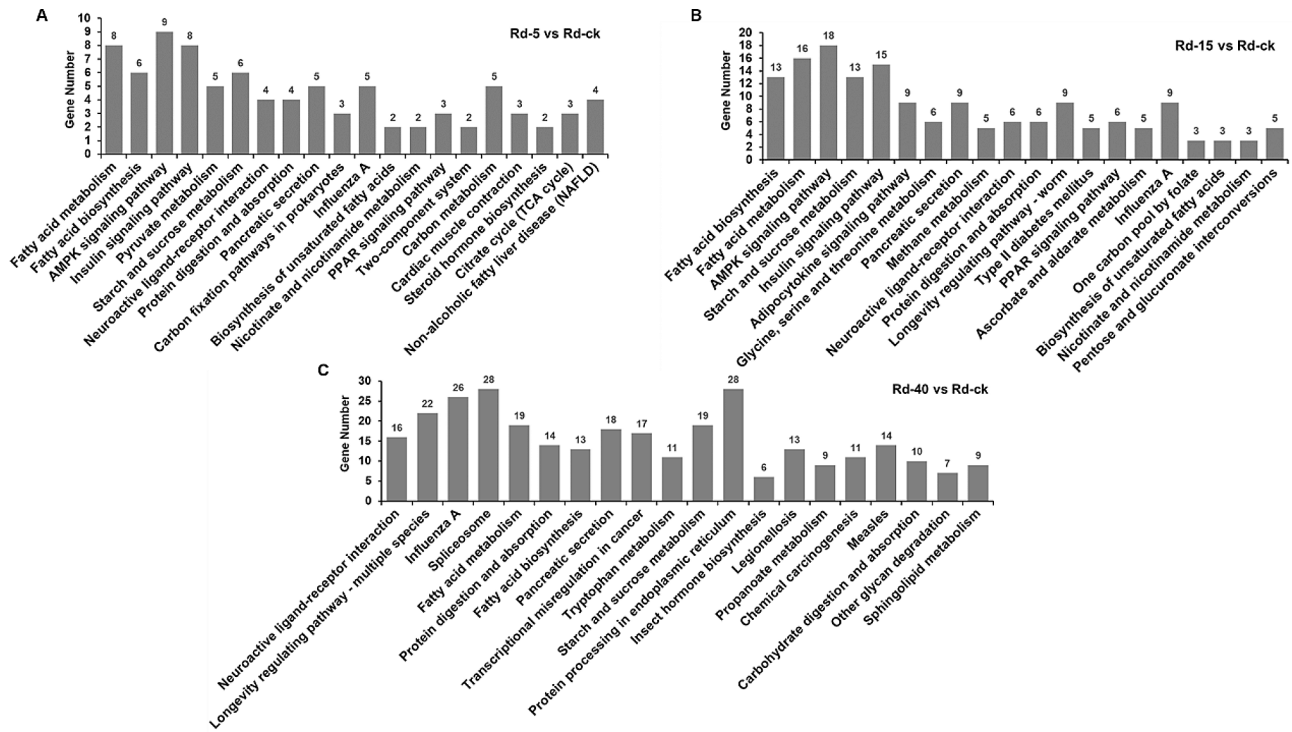 A
Rd-5 vs Rd-ck
Gene Number
10
9
8
7
6
5
4
3
2
1
0
8
6
9
8
5
6
4
4
5
3
5
2
2
3
2
5
3
2
3
4
Fatty acid metabolism
Fatty acid biosynthesis
AMPK signaling pathway
Insulin signaling pathway
Pyruvate metabolism
Starch and sucrose metabolism
Neuroactive ligand-receptor interaction
Protein digestion and absorption
Pancreatic secretion
Carbon fixation pathways in prokaryotes
Influenza A
Biosynthesis of unsaturated fatty acids
Nicotinate and nicotinamide metabolism
PPAR signaling pathway
Two-component system
Carbon metabolism
Cardiac muscle contraction
Steroid hormone biosynthesis
Citrate cycle (TCA cycle)
Non-alcoholic fatty liver disease (NAFLD)
B
Rd-15 vs Rd-ck
Gene Number
20
18
16
14
12
10
8
6
4
2
0
13
16
18
13
15
9
6
9
5
6
6
9
5
6
5
9
3
3
3
5
Fatty acid biosynthesis
Fatty acid metabolism
AMPK signaling pathway
Starch and sucrose metabolism
Insulin signaling pathway
Adipocytokine signaling pathway
Glycine, serine and threonine metabolism
Pancreatic secretion
Methane metabolism
Neuroactive ligand-receptor interaction
Protein digestion and absorption
Longevity regulating pathway - worm
Type II diabetes mellitus
PPAR signaling pathway
Ascorbate and aldarate metabolism
Influenza A
One carbon pool by folate
Biosynthesis of unsaturated fatty acids
Nicotinate and nicotinamide metabolism
Pentose and glucuronate interconversions
C
Rd-40 vs Rd-ck
Gene Number
30
25
20
15
10
5
0
16
22
26
28
19
14
13
18
17
11
19
28
6
13
9
11
14
10
7
9
Neuroactive ligand-receptor interaction
Longevity regulating pathway - multiple species
Influenza A
Spliceosome
Fatty acid metabolism
Protein digestion and absorption
Fatty acid biosynthesis
Pancreatic secretion
Transcriptional misregulation in cancer
Tryptophan metabolism
Starch and sucrose metabolism
Protein processing in endoplasmic reticulum
Insect hormone biosynthesis
Legionellosis
Propanoate metabolism
Chemical carcinogenesis
Measles
Carbohydrate digestion and absorption
Other glycan degradation
Sphingolipid metabolism